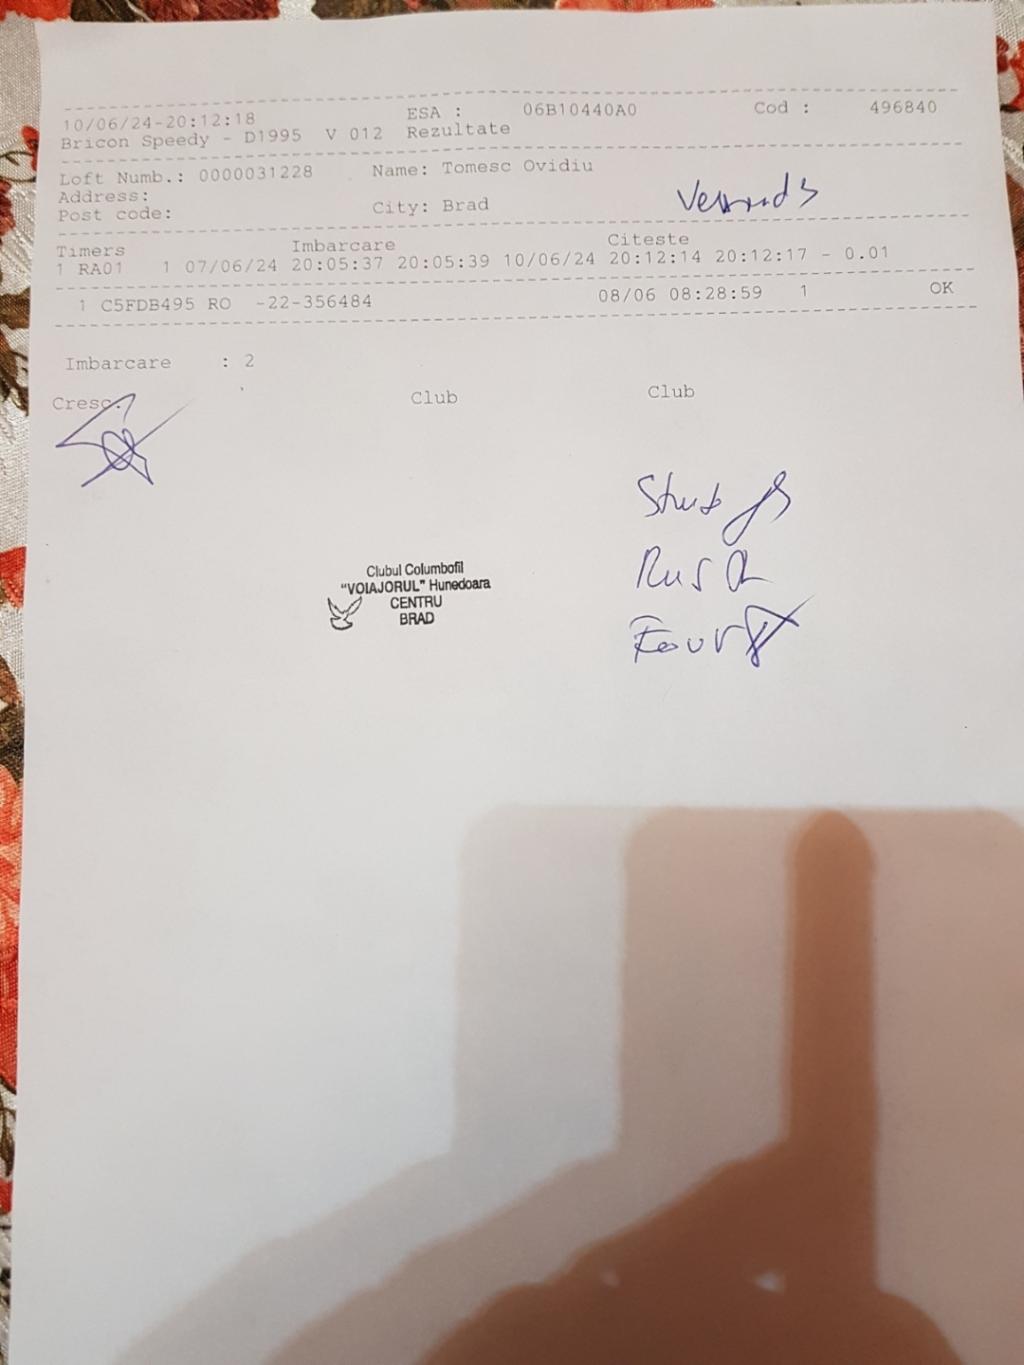 10/06/24-20:12:18 ESA : 06B10440A0 Cod : 496840
Bricon Speedy - D1995 V 012 Rezultate
Loft Numb.: 0000031228 Name: Tomesc Ovidiu
Address:
Post code: City: Brad
Timers Imbarcare Citeste
1 RA01 1 07/06/24 20:05:37 20:05:39 10/06/24 20:12:14 20:12:17 - 0.01
1 C5FDB495 RO -22-356484 08/06 08:28:59 1 OK
Imbarcare : 2
Cresc. Club Club
Clubul Columbofil
"VOIAJORUL" Hunedoara
CENTRU
BRAD